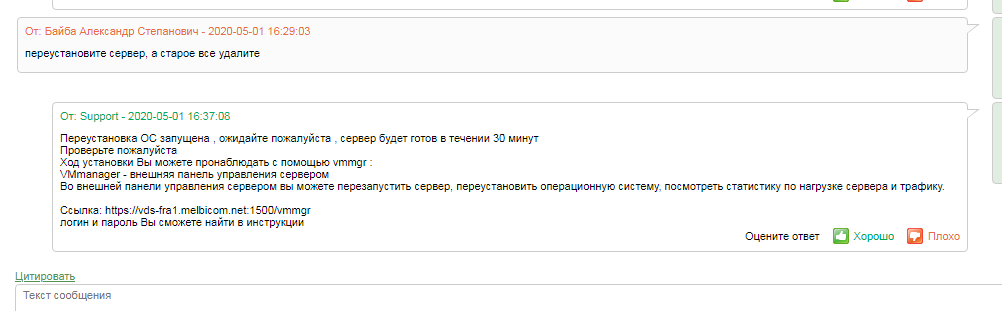 От: Байба Александр Степанович - 2020-05-01 16:29:03
переустановите сервер, а старое все удалите
От: Support - 2020-05-01 16:37:08
Переустановка ОС запущена , ожидайте пожалуйста , сервер будет готов в течении 30 минут
Проверьте пожалуйста
Ход установки Вы можете пронаблюдать с помощью vmmgr :
VMmanager - внешняя панель управления сервером
Во внешней панели управления сервером вы можете перезапустить сервер, переустановить операционную систему, посмотреть статистику по нагрузке сервера и трафику.
Ссылка: https://vds-fra1.melbicom.net:1500/vmmgr
логин и пароль Вы сможете найти в инструкции
Оцените ответ Хорошо Плохо
Цитировать
Текст сообщения